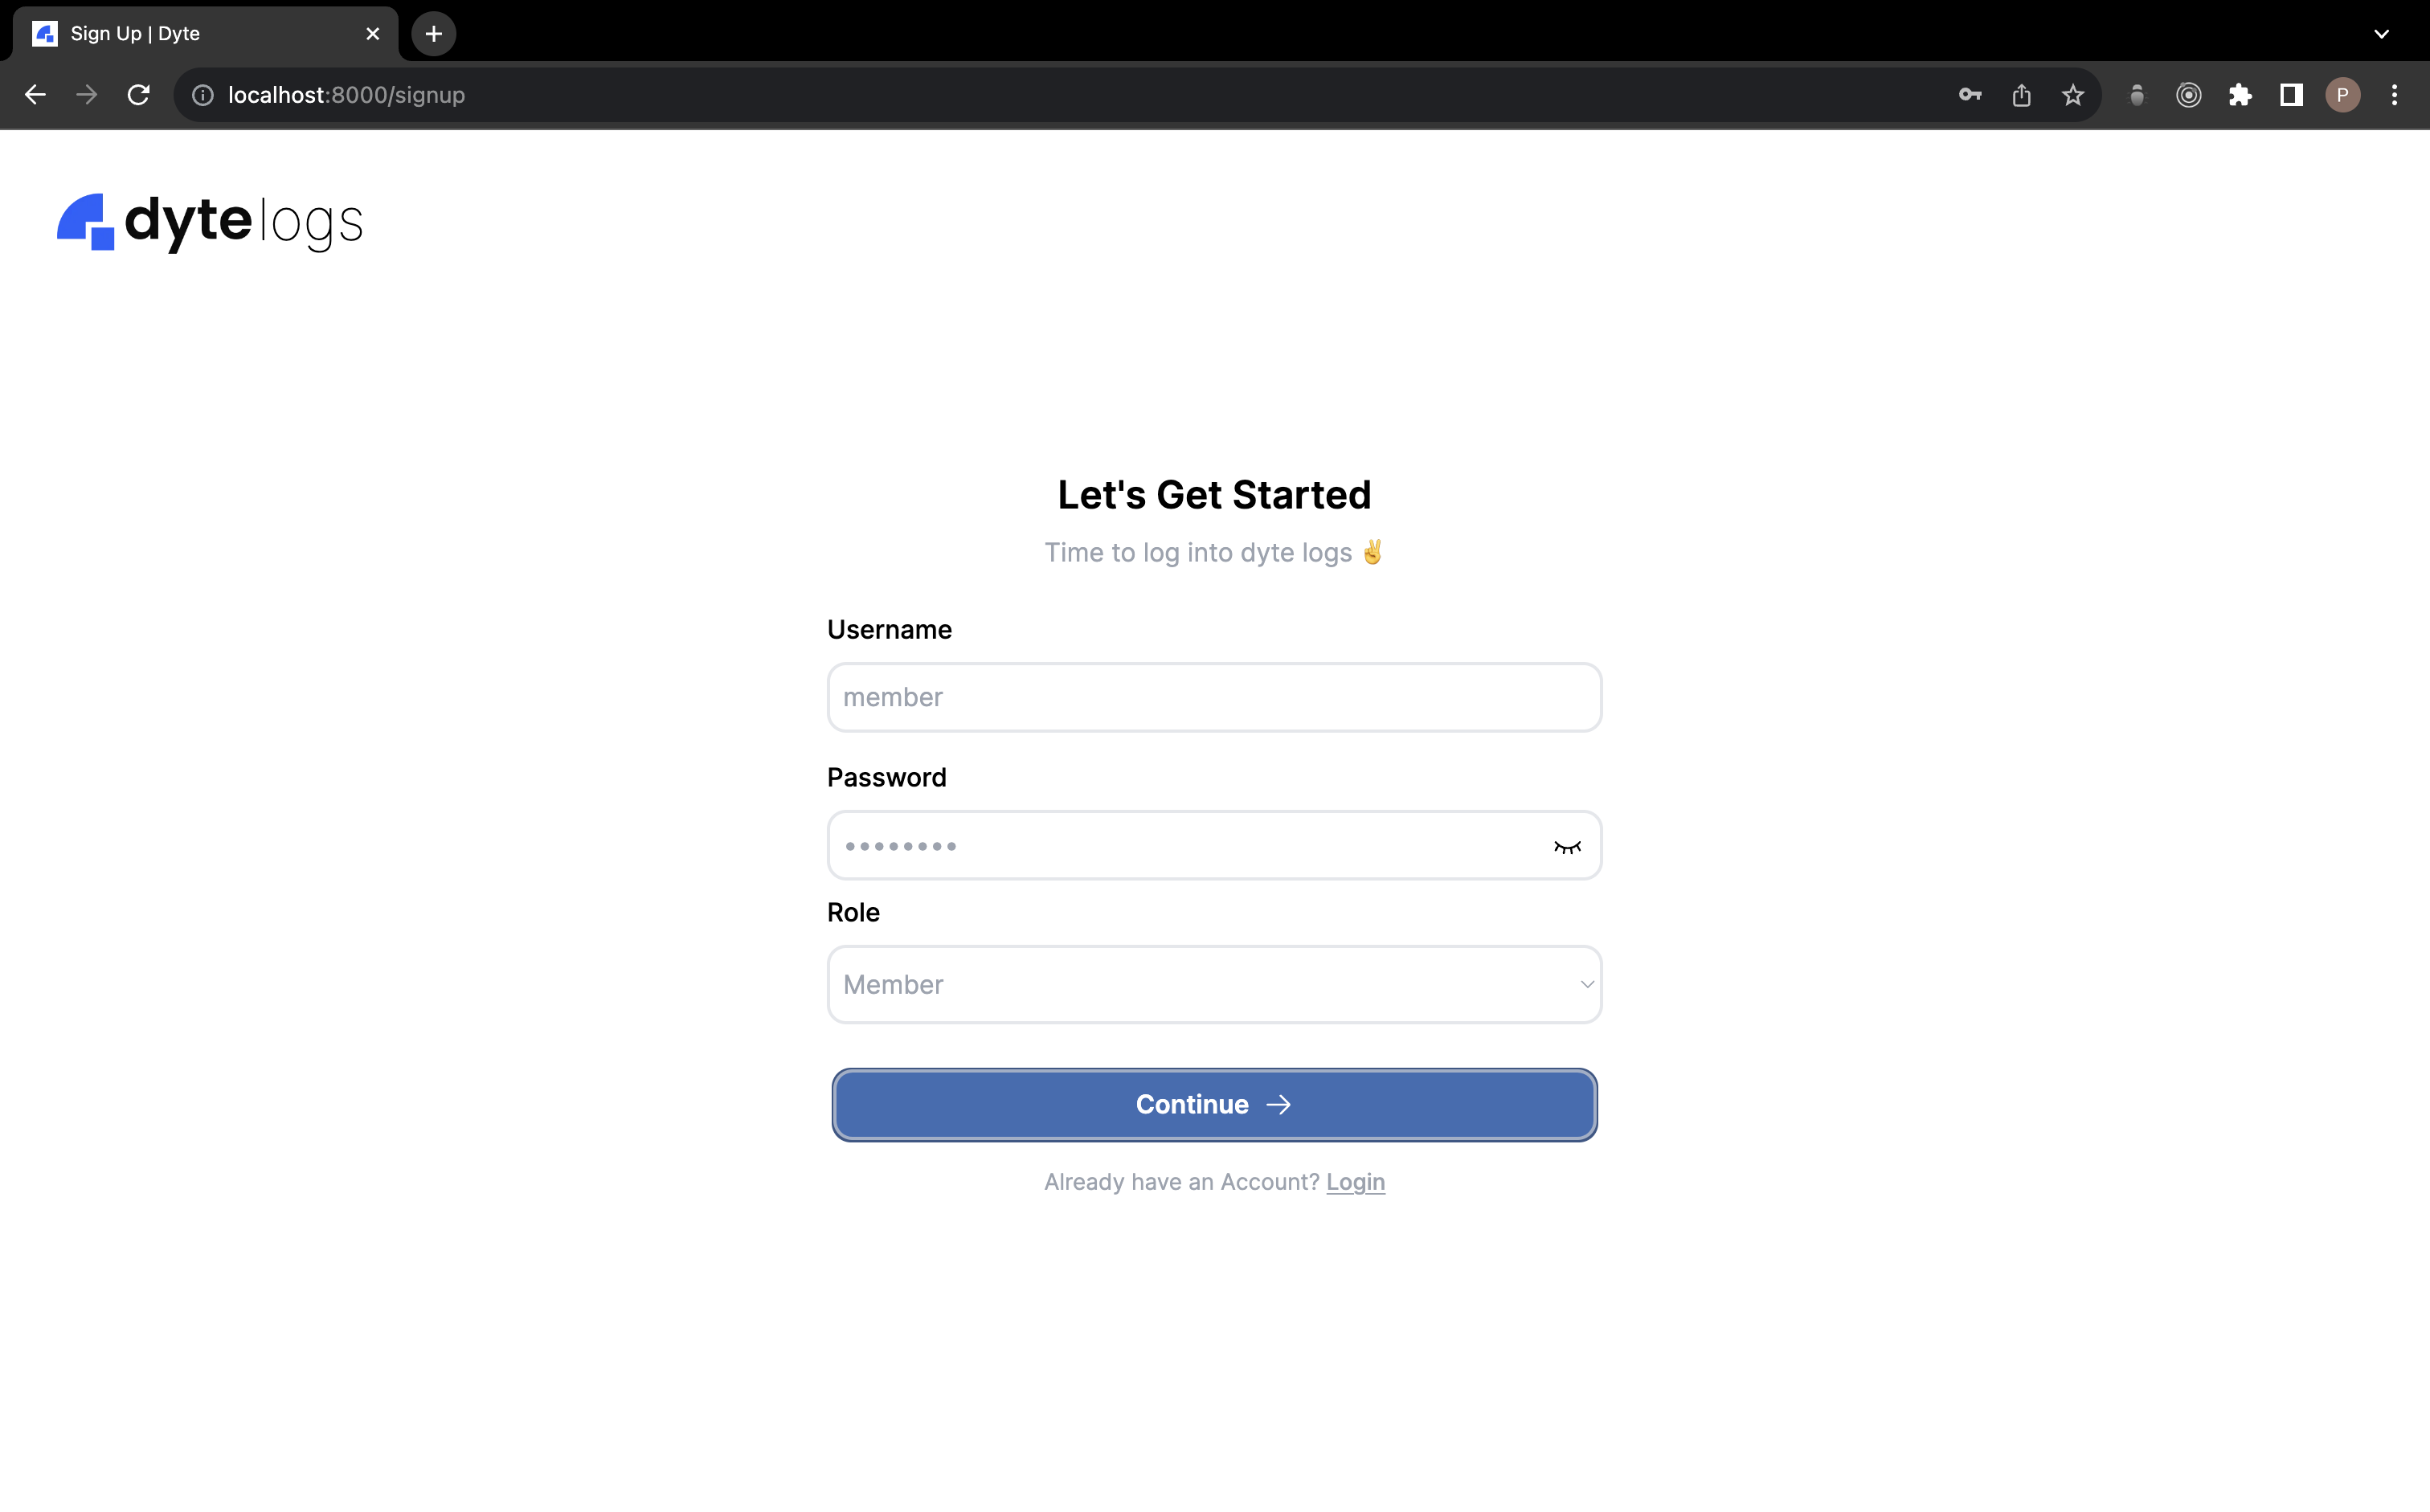 Sign Up | Dyte
localhost:8000/signup
P
dyte logs
Let's Get Started
Time to log into dyte logs ✌️
Username
member
Password
••••••••
Role
Member
Continue →
Already have an Account? Login